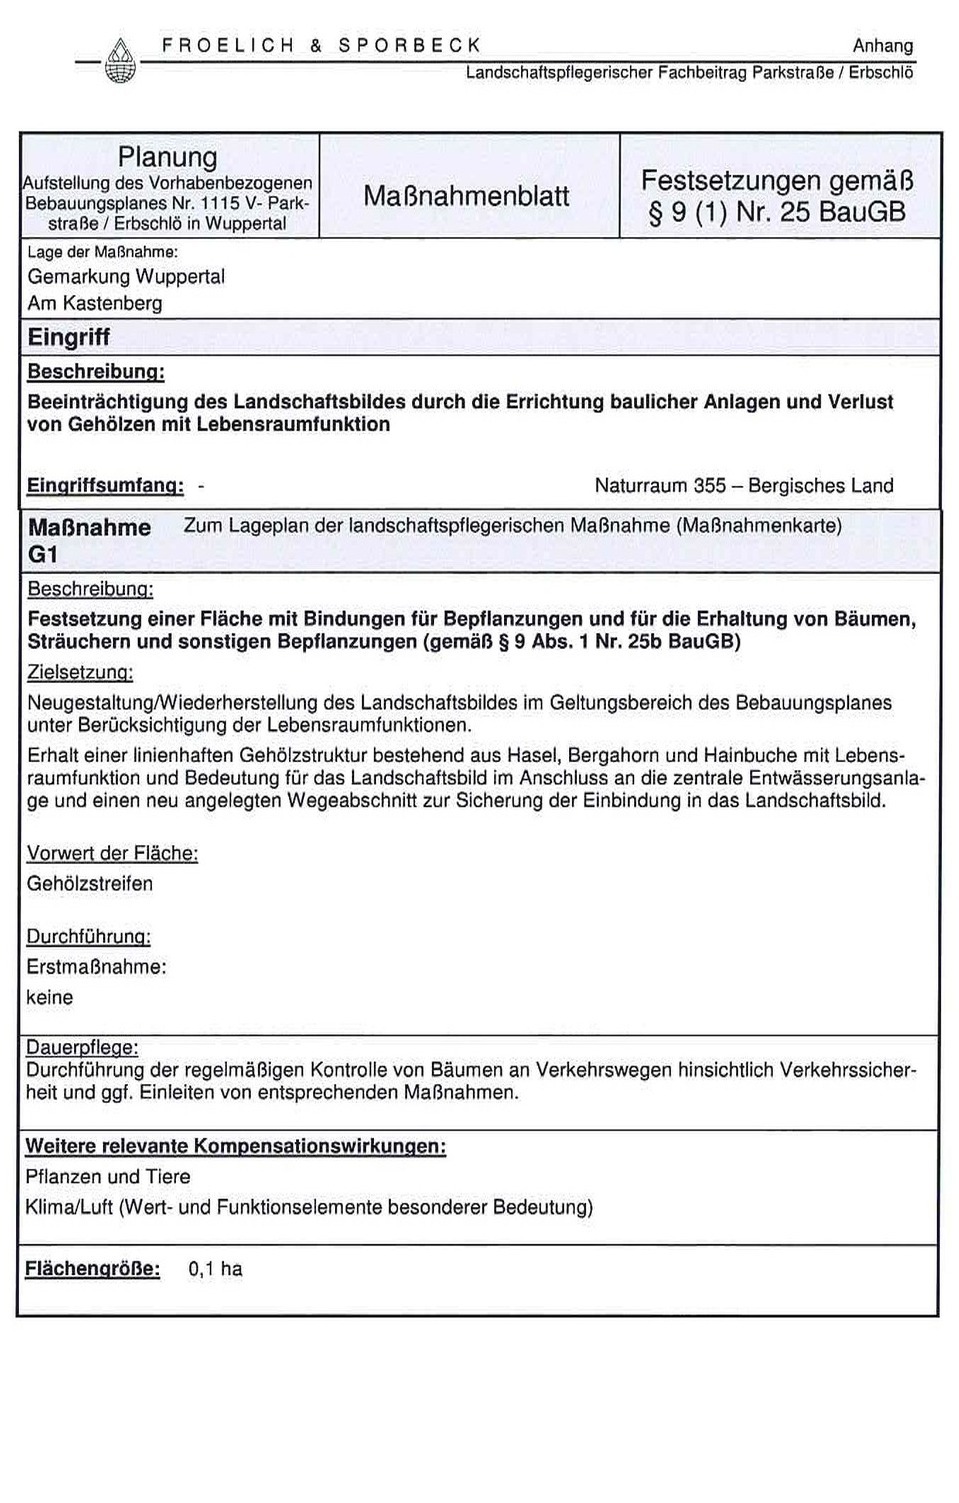 FROELICH & SPORBECK
Anhang
Landschaftspflegerischer Fachbeitrag Parkstraße / Erbschlö
Planung
Aufstellung des Vorhabenbezogenen
Bebauungsplanes Nr. 1115 V- Park-
straße / Erbschlö in Wuppertal
Maßnahmenblatt
Festsetzungen gemäß
§ 9 (1) Nr. 25 BauGB
Lage der Maßnahme:
Gemarkung Wuppertal
Am Kastenberg
Eingriff
Beschreibung:
Beeinträchtigung des Landschaftsbildes durch die Errichtung baulicher Anlagen und Verlust
von Gehölzen mit Lebensraumfunktion
Eingriffsumfang: - Naturraum 355 – Bergisches Land
Maßnahme Zum Lageplan der landschaftspflegerischen Maßnahme (Maßnahmenkarte)
G1
Beschreibung:
Festsetzung einer Fläche mit Bindungen für Bepflanzungen und für die Erhaltung von Bäumen,
Sträuchern und sonstigen Bepflanzungen (gemäß § 9 Abs. 1 Nr. 25b BauGB)
Zielsetzung:
Neugestaltung/Wiederherstellung des Landschaftsbildes im Geltungsbereich des Bebauungsplanes
unter Berücksichtigung der Lebensraumfunktionen.
Erhalt einer linienhaften Gehölzstruktur bestehend aus Hasel, Bergahorn und Hainbuche mit Lebens-
raumfunktion und Bedeutung für das Landschaftsbild im Anschluss an die zentrale Entwässerungsanla-
ge und einen neu angelegten Wegeabschnitt zur Sicherung der Einbindung in das Landschaftsbild.
Vorwert der Fläche:
Gehölzstreifen
Durchführung:
Erstmaßnahme:
keine
Dauerpflege:
Durchführung der regelmäßigen Kontrolle von Bäumen an Verkehrswegen hinsichtlich Verkehrssicher-
heit und ggf. Einleiten von entsprechenden Maßnahmen.
Weitere relevante Kompensationswirkungen:
Pflanzen und Tiere
Klima/Luft (Wert- und Funktionselemente besonderer Bedeutung)
Flächengröße: 0,1 ha